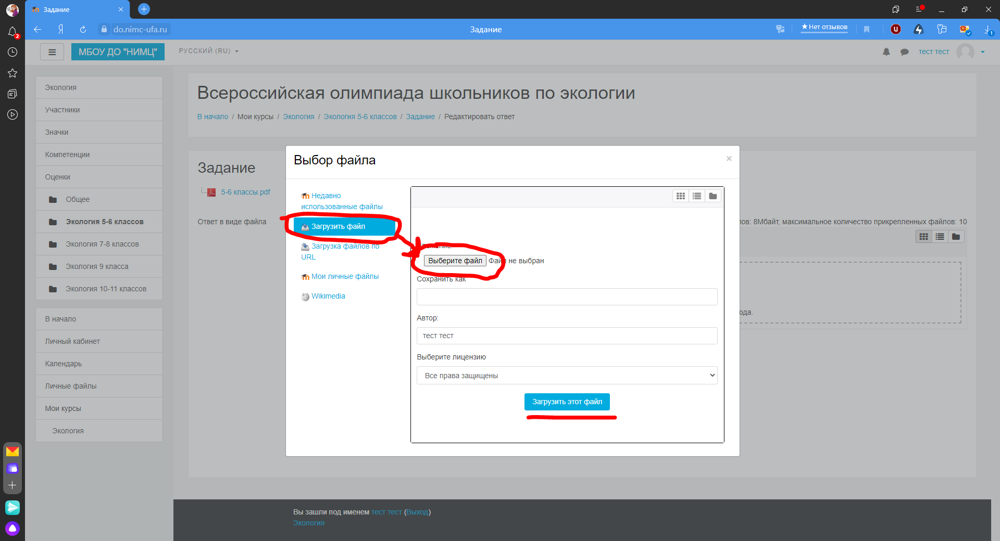 Задание
do.nimc-ufa.ru
Задание
★Нет отзывов
2
1
МБОУ ДО "НИМЦ"
РУССКИЙ (RU)
тест тест
Экология
Участники
Значки
Компетенции
Оценки
Общее
Экология 5-6 классов
Экология 7-8 классов
Экология 9 класса
Экология 10-11 классов
В начало
Личный кабинет
Календарь
Личные файлы
Мои курсы
Экология
Всероссийская олимпиада школьников по экологии
В начало / Мои курсы / Экология / Экология 5-6 классов / Задание / Редактировать ответ
Задание
5-6 классы.pdf
Ответ в виде файла
лов: 8Мбайт, максимальное количество прикрепленных файлов: 10
ода.
Выбор файла
×
Недавно
использованные файлы
Загрузить файл
Загрузка файлов по
URL
Мои личные файлы
Wikimedia
Выберите файл Файл не выбран
Сохранить как
Автор:
тест тест
Выберите лицензию
Все права защищены
Загрузить этот файл
Вы зашли под именем тест тест (Выход)
Экология